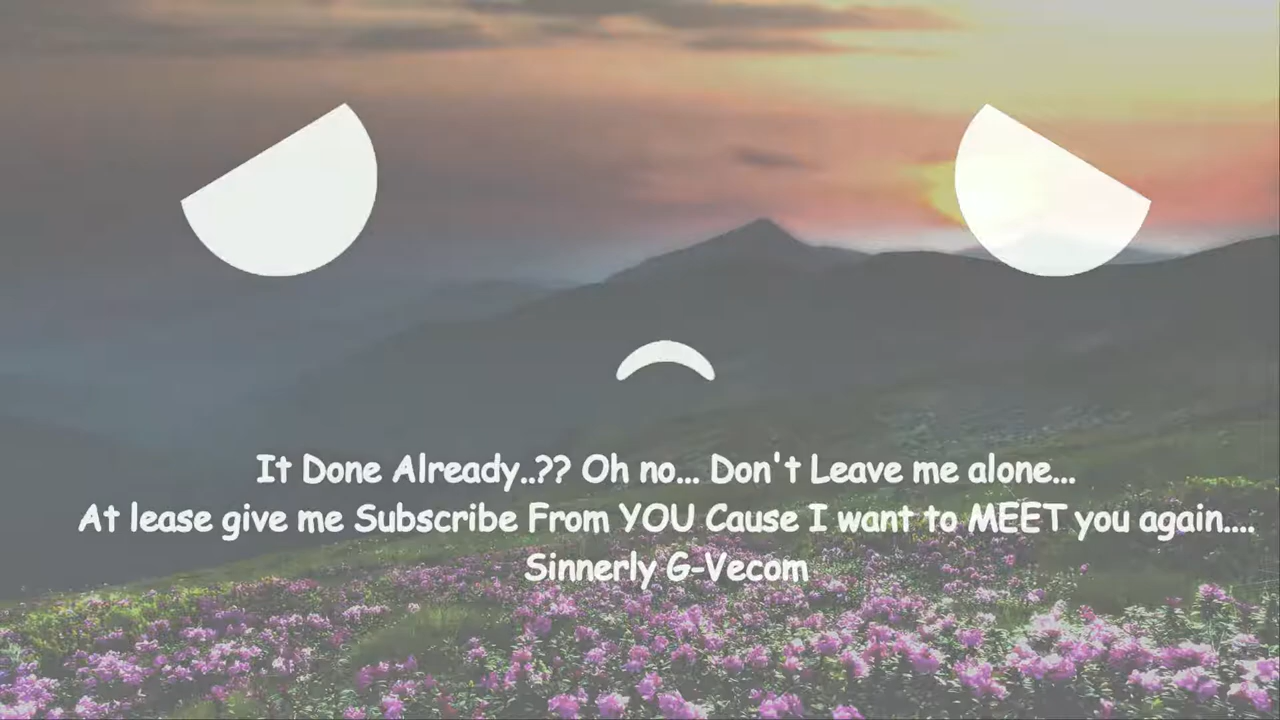 It Done Already..?? Oh no... Don't Leave me alone...
At lease give me Subscribe From YOU Cause I want to MEET you again....
Sinnerly G-Vecom